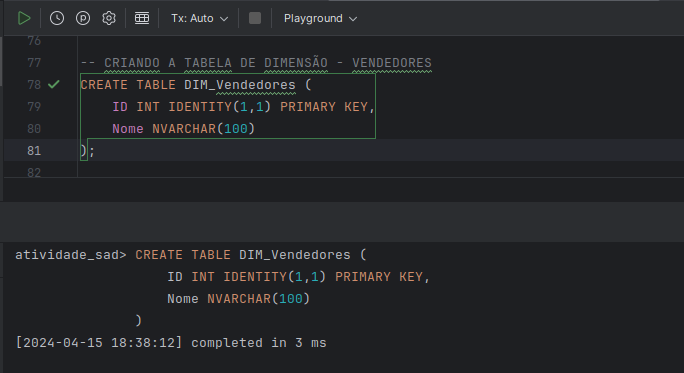 Tx: Auto Playground
76
77 -- CRIANDO A TABELA DE DIMENSÃO - VENDEDORES
78 CREATE TABLE DIM_Vendedores (
79 ID INT IDENTITY(1,1) PRIMARY KEY,
80 Nome NVARCHAR(100)
81 );
82
atividade_sad> CREATE TABLE DIM_Vendedores (
ID INT IDENTITY(1,1) PRIMARY KEY,
Nome NVARCHAR(100)
)
[2024-04-15 18:38:12] completed in 3 ms